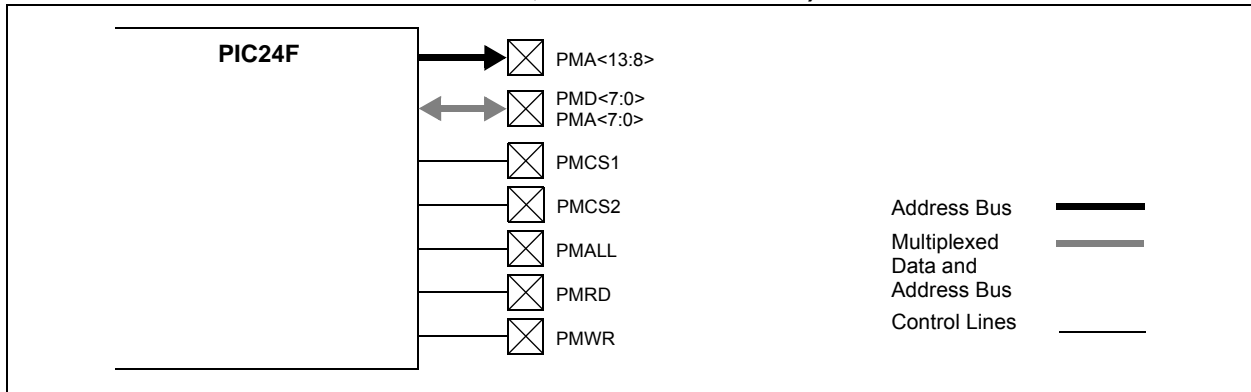 PIC24F
PMA<13:8>
PMD<7:0>
PMA<7:0>
PMCS1
PMCS2
PMALL
PMRD
PMWR
Address Bus
Multiplexed
Data and
Address Bus
Control Lines